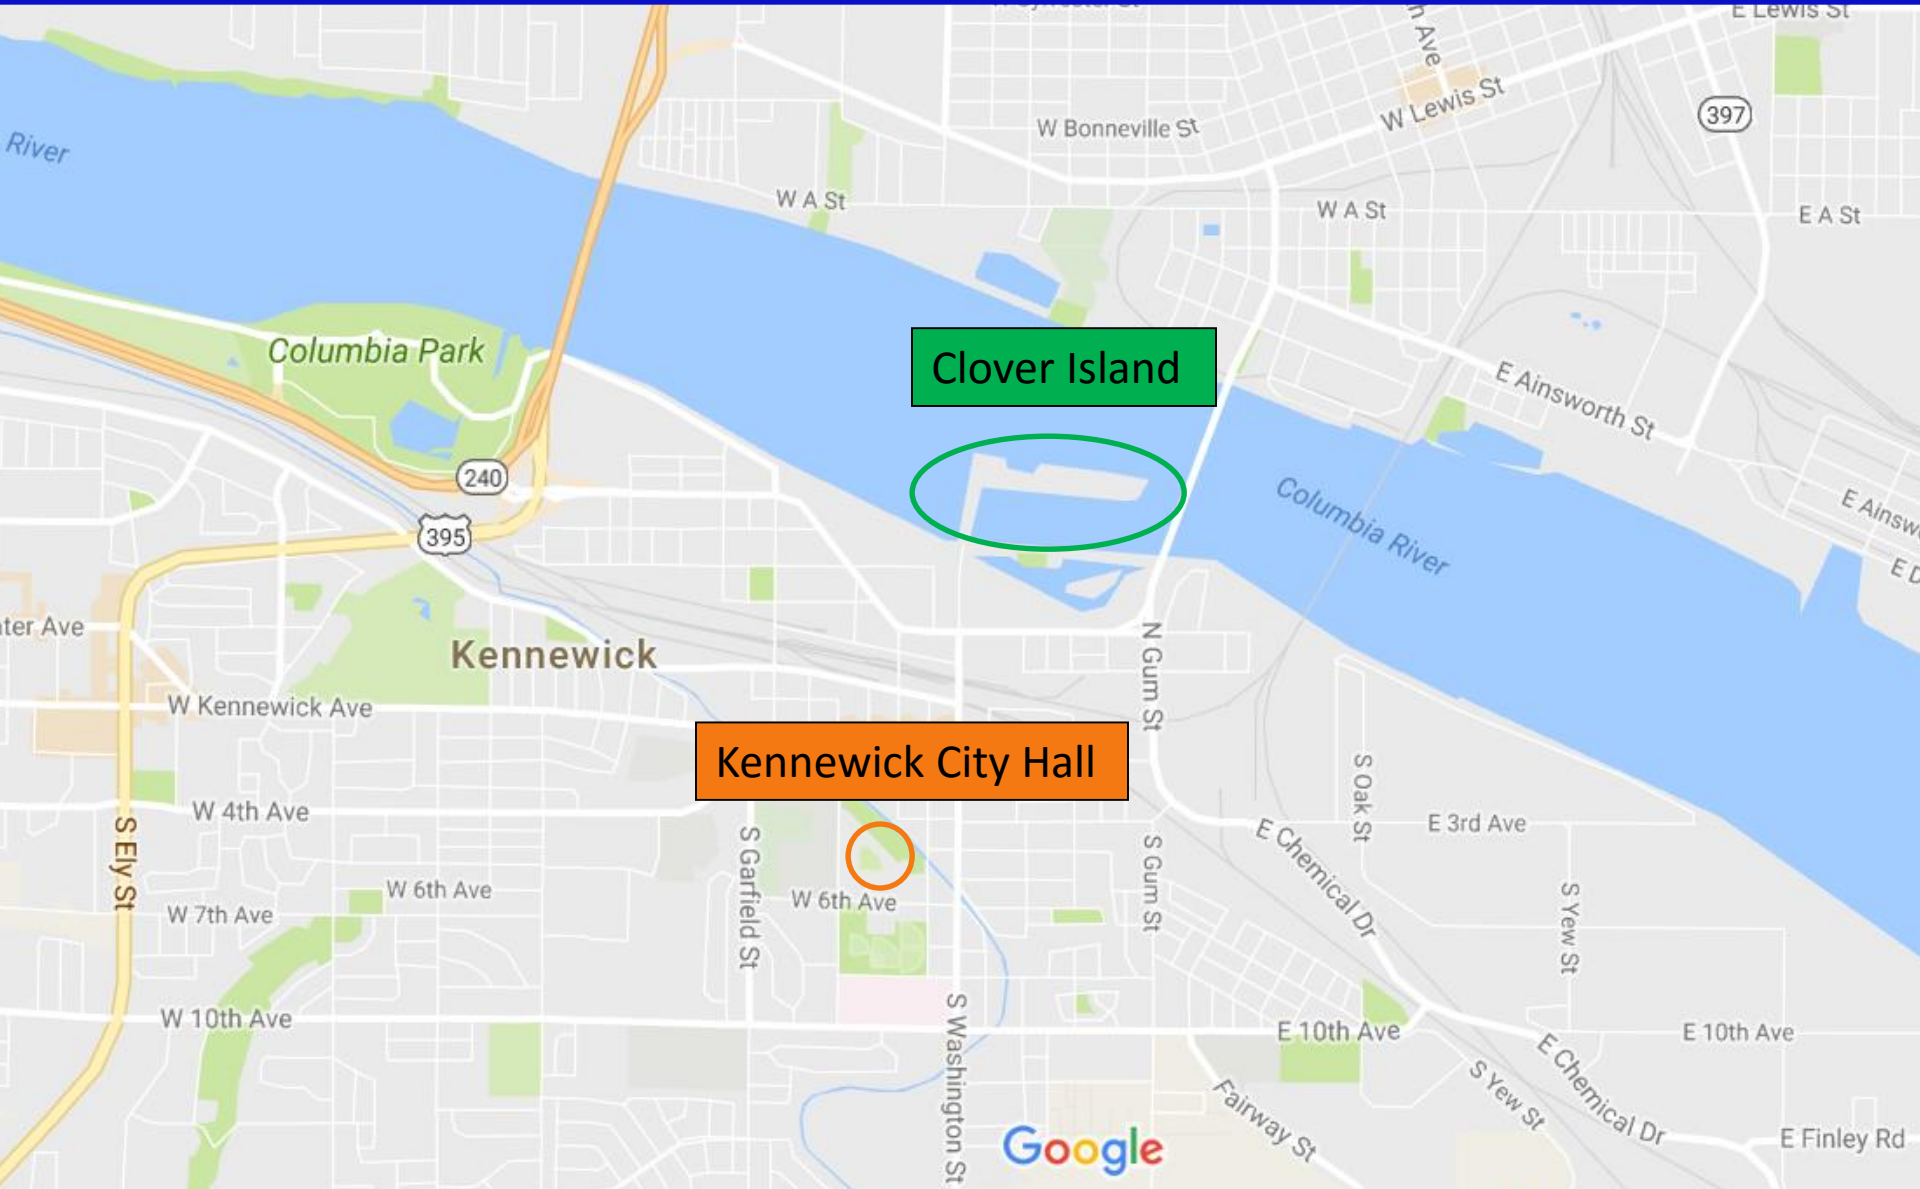 E Lewis St
Ave
W Lewis St
397
W Bonneville St
River
W A St
W A St
E A St
Columbia Park
Clover Island
E Ainsworth St
240
Columbia River
395
E Ainsw
Ave
Kennewick
N Gum St
W Kennewick Ave
Kennewick City Hall
S Oak St
W 4th Ave
E 3rd Ave
S Ely St
S Garfield St
E Chemical Dr
S Gum St
W 6th Ave
W 6th Ave
W 7th Ave
S Yew St
W 10th Ave
S Washington St
E 10th Ave
E 10th Ave
E Chemical Dr
S Yew St
Fairway St
Google
E Finley Rd